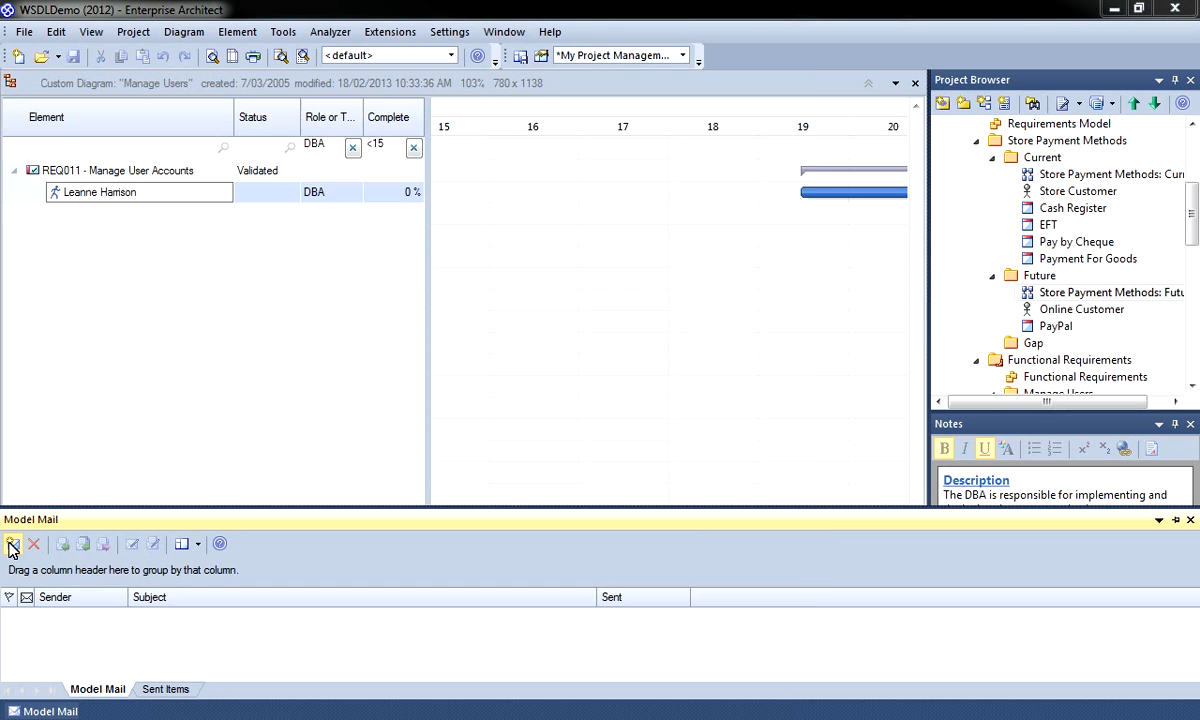 WSDLDemo (2012) - Enterprise Architect
File Edit View Project Diagram Element Tools Analyzer Extensions Settings Window Help
<default> *My Project Managem...
Custom Diagram: "Manage Users" created: 7/03/2005 modified: 18/02/2013 10:33:36 AM 103% 780 x 1138
Project Browser
Element Status Role or T... Complete
15 16 17 18 19 20
DBA <15
REQ011 - Manage User Accounts Validated
Leanne Harrison DBA 0 %
Requirements Model
Store Payment Methods
Current
Store Payment Methods: Curr
Store Customer
Cash Register
EFT
Pay by Cheque
Payment For Goods
Future
Store Payment Methods: Futu
Online Customer
PayPal
Gap
Functional Requirements
Functional Requirements
Manage Users
Notes
B I U A
Description
The DBA is responsible for implementing and
Model Mail
Drag a column header here to group by that column.
Sender Subject Sent
Model Mail Sent Items
Model Mail